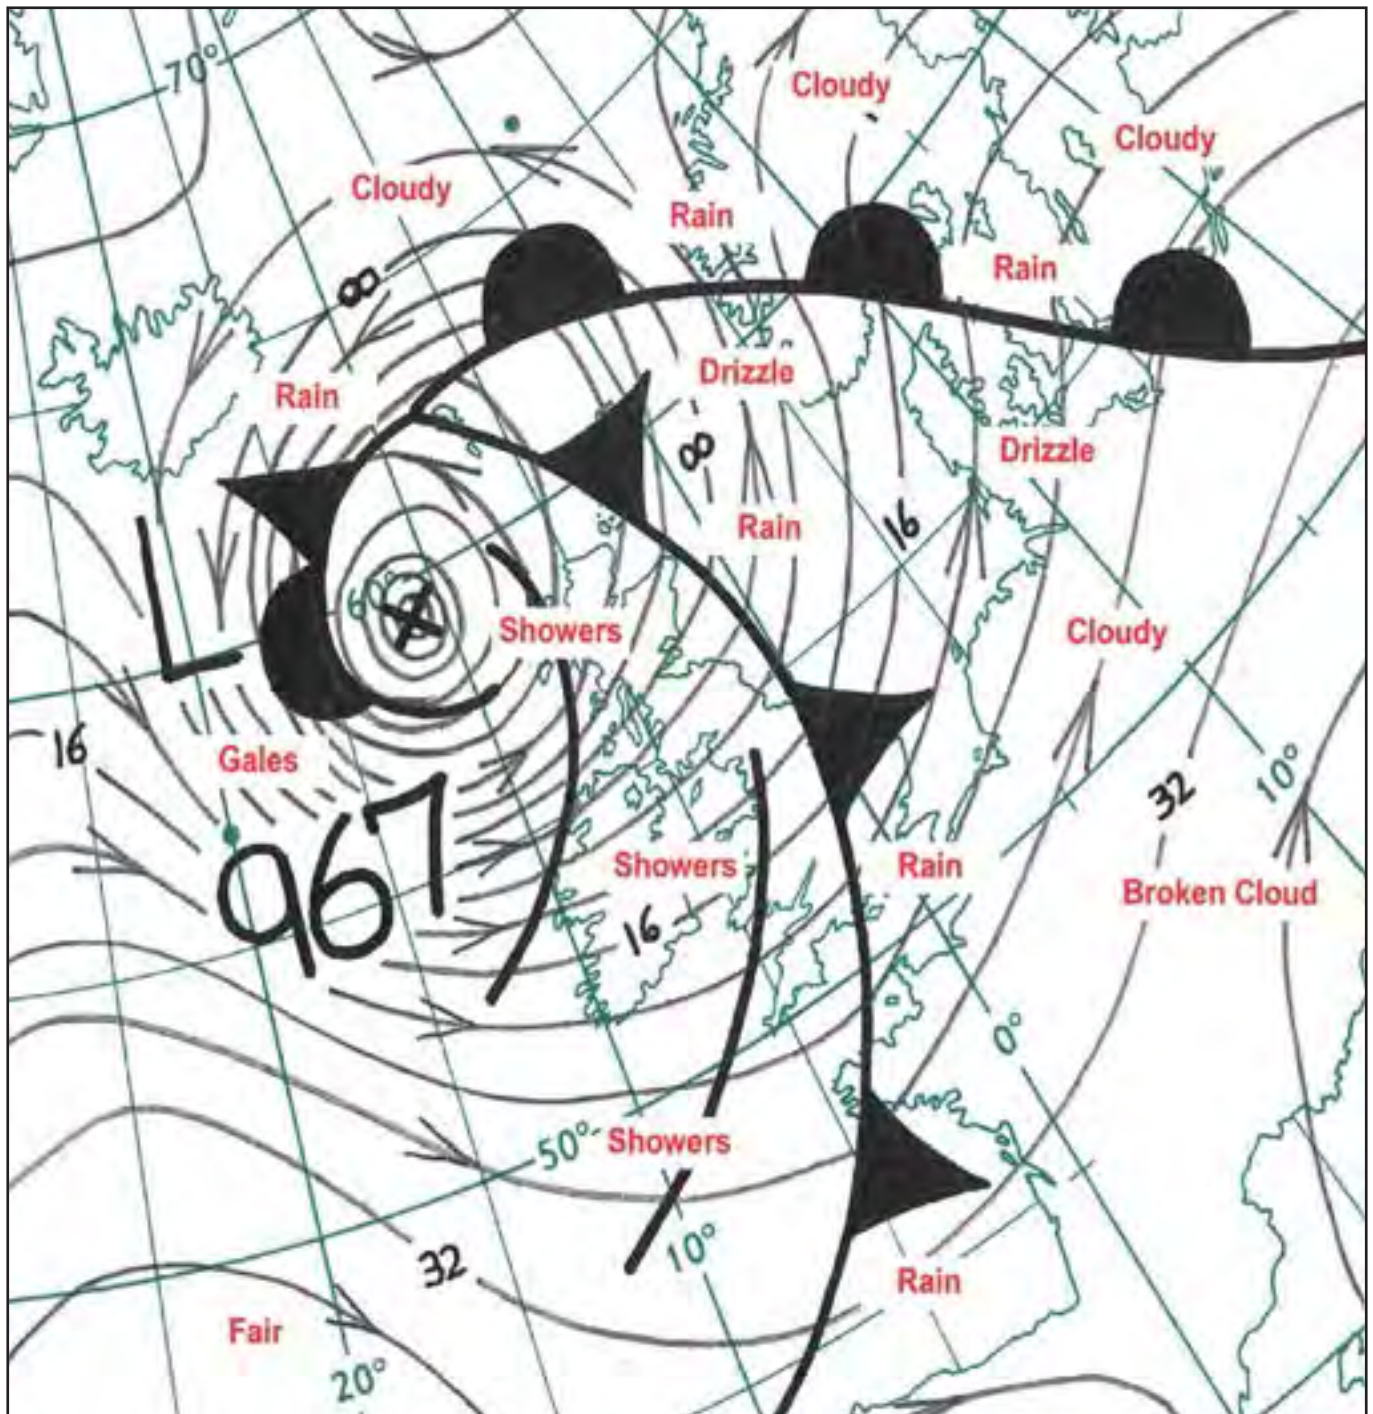 70°
Cloudy
Cloudy
Cloudy
Rain
Rain
8
Drizzle
Rain
8
Drizzle
Rain
16
L
60°
Showers
Cloudy
16
Gales
967
32
10°
Showers
Rain
Broken Cloud
16
0°
50°
Showers
10°
32
Rain
Fair
20°